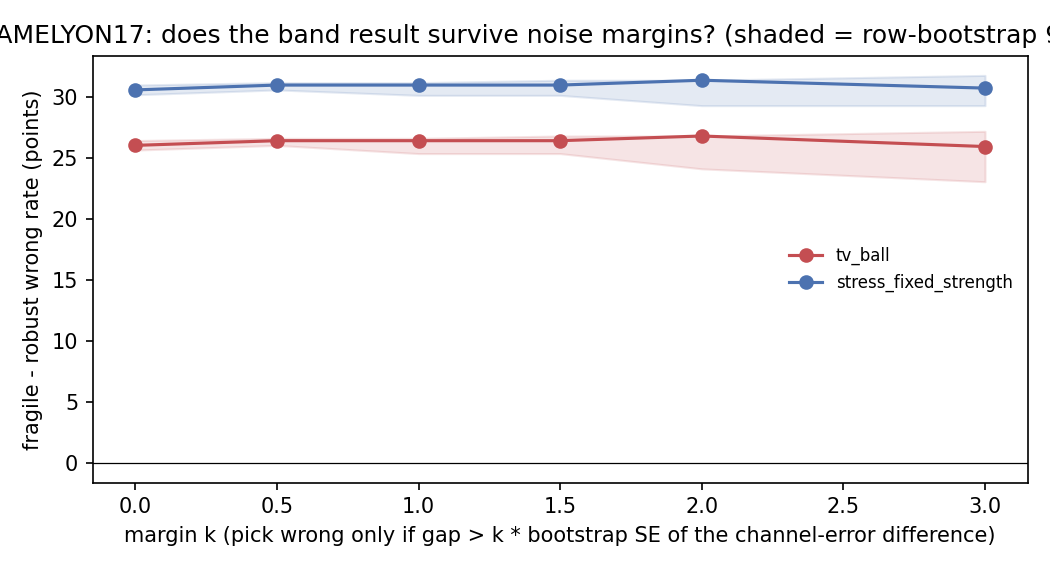 AMELYON17: does the band result survive noise margins? (shaded = row-bootstrap 9
fragile - robust wrong rate (points)
30
25
20
15
10
5
0
tv_ball
stress_fixed_strength
0.0 0.5 1.0 1.5 2.0 2.5 3.0
margin k (pick wrong only if gap > k * bootstrap SE of the channel-error difference)